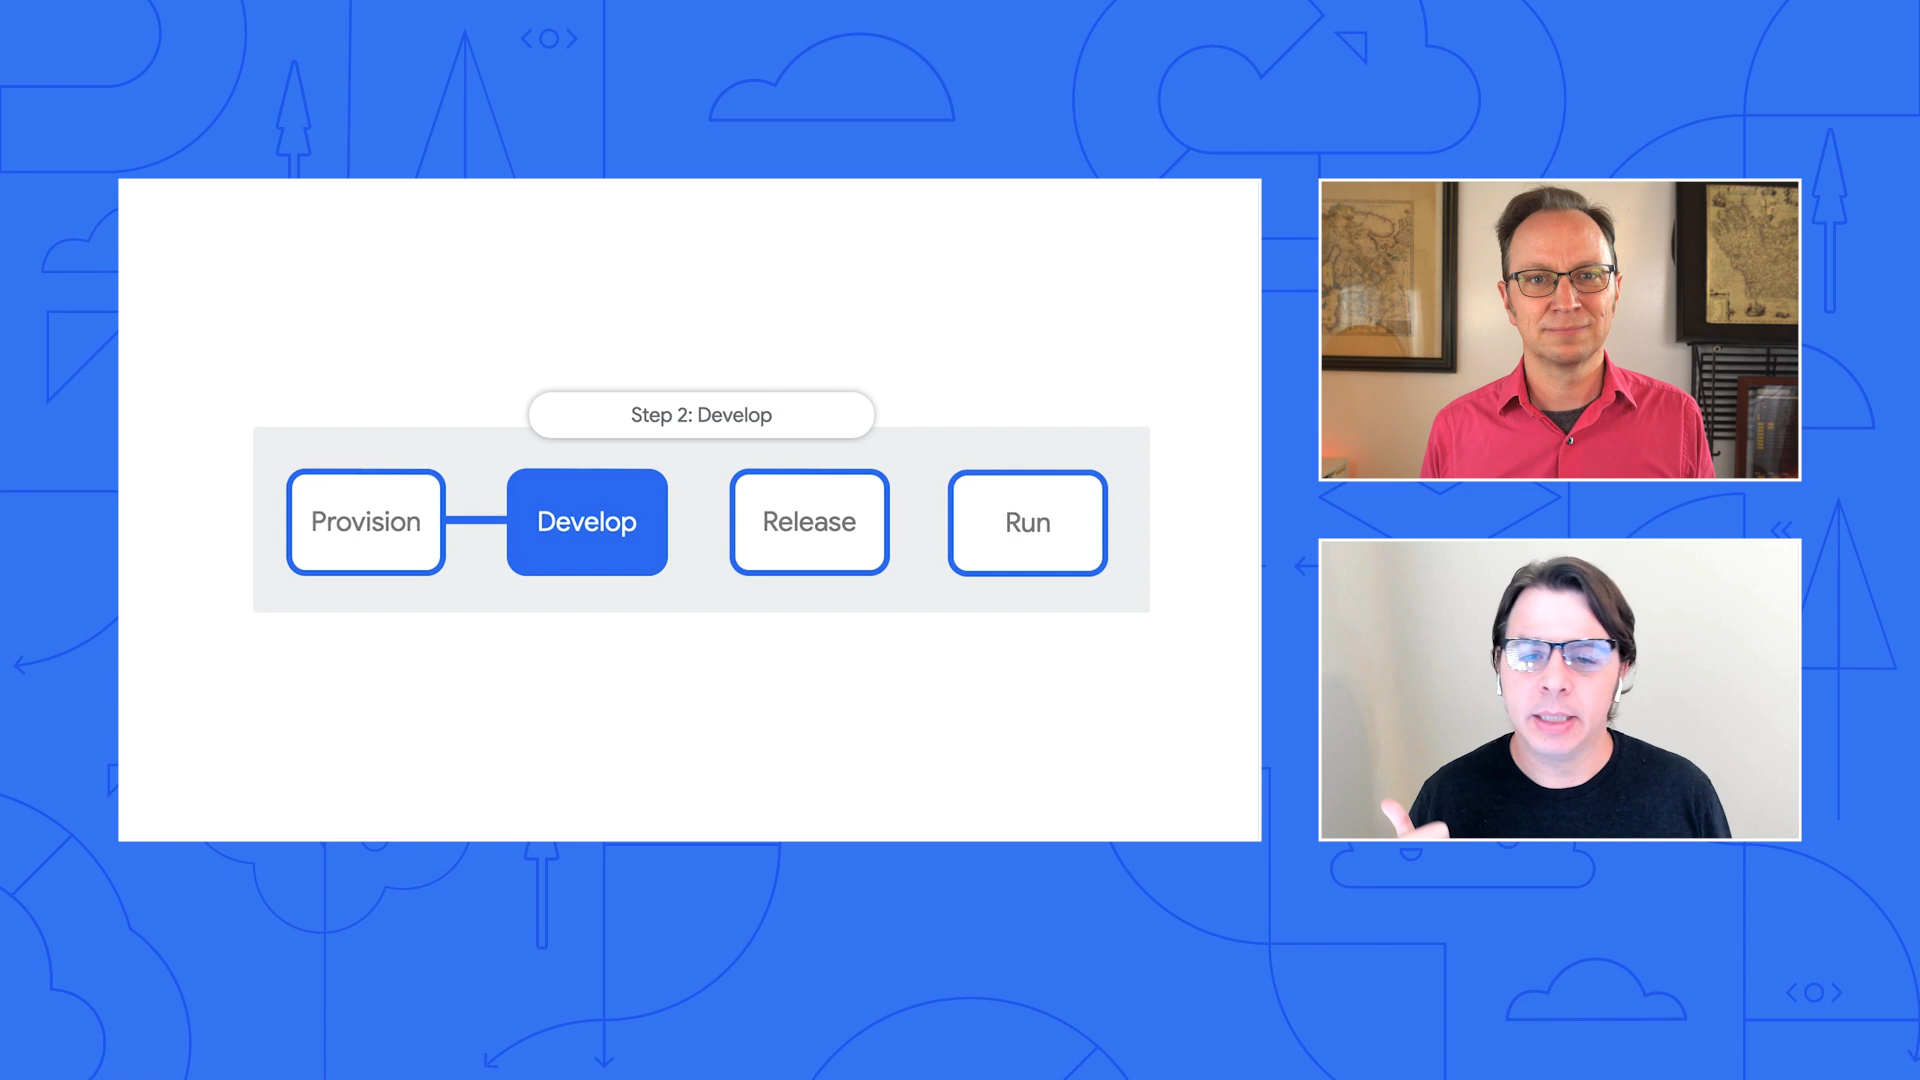 Step 2: Develop
Provision
Develop
Release
Run